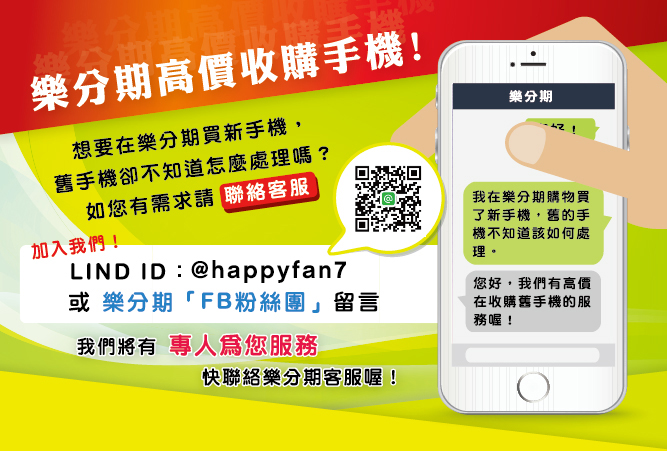 樂分期高價收購手機！
想要在樂分期買新手機，
舊手機卻不知道怎麼處理嗎？
如您有需求請 聯絡客服
加入我們！
LIND ID：@happyfan7
或 樂分期「FB粉絲團」留言
我們將有 專人為您服務
快聯絡樂分期客服喔！
樂分期
好！
我在樂分期購物買
了新手機，舊的手
機不知道該如何處
理。
您好，我們有高價
在收購舊手機的服
務喔！